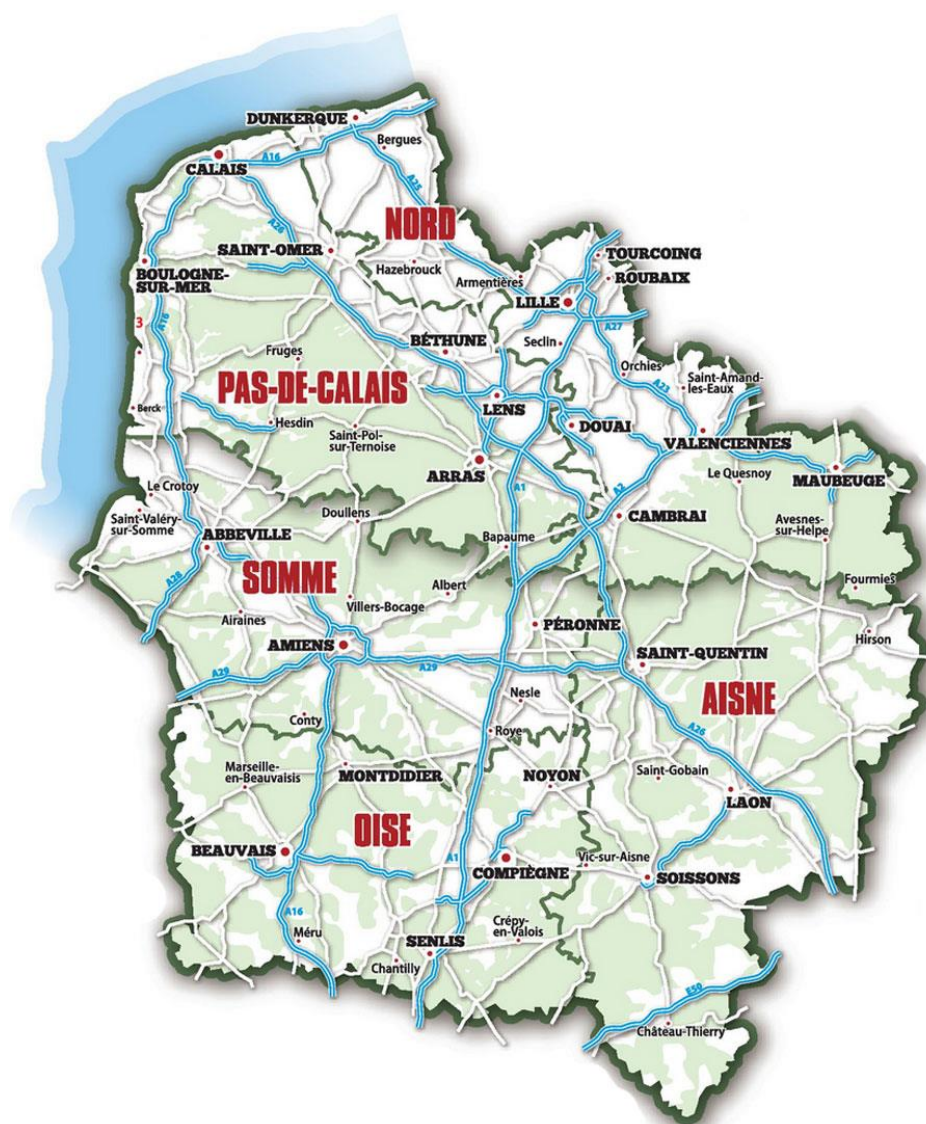 DUNKERQUE
Bergues
A16
CALAIS
A25
NORD
A26
SAINT-OMER
TOURCOING
Hazebrouck
ROUBAIX
BOULOGNE-
SUR-MER
Armentières
LILLE
3
A16
A27
BÉTHUNE
Seclin
Fruges
Orchies
PAS-DE-CALAIS
A23
Saint-Amand-
les-Eaux
LENS
Berck
Hesdin
DOUAI
Saint-Pol-
sur-Ternoise
VALENCIENNES
ARRAS
Le Quesnoy
MAUBEUGE
A1
A2
Le Crotoy
Saint-Valéry-
sur-Somme
Doullens
CAMBRAI
Avesnes-
sur-Helpe
ABBEVILLE
Bapaume
SOMME
A28
Albert
Fourmies
Villers-Bocage
Airaines
PÉRONNE
Hirson
AMIENS
A29
A29
SAINT-QUENTIN
Nesle
AISNE
Conty
Roye
A26
Marseille-
en-Beauvaisis
MONTDIDIER
NOYON
Saint-Gobain
LAON
OISE
BEAUVAIS
A1
COMPIÈGNE
Vic-sur-Aisne
SOISSONS
A16
Méru
Crépy-
en-Valois
SENLIS
Chantilly
E50
Château-Thierry